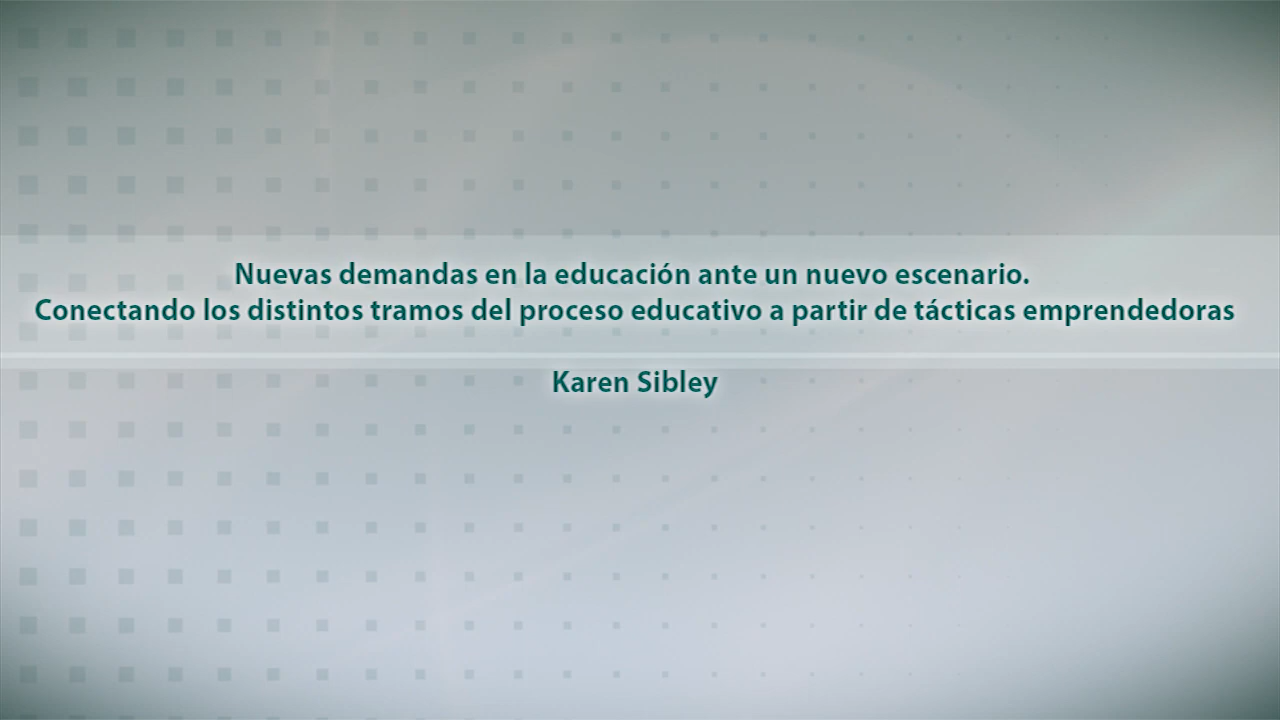 Nuevas demandas en la educación ante un nuevo escenario.
Conectando los distintos tramos del proceso educativo a partir de tácticas emprendedoras
Karen Sibley